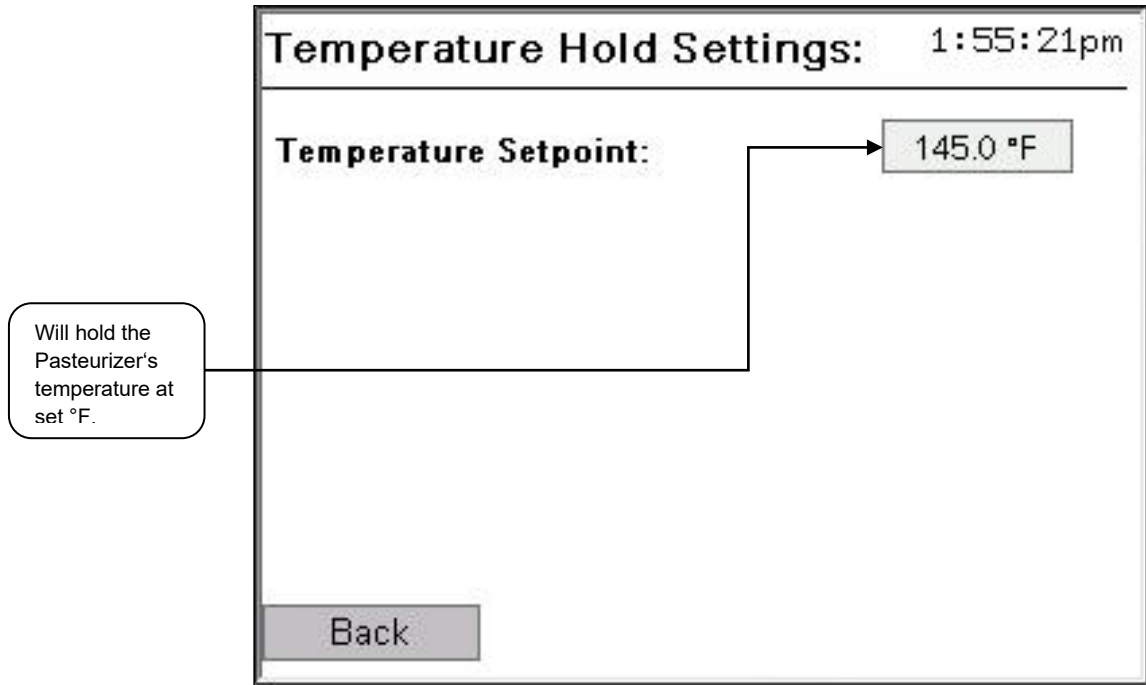 Temperature Hold Settings: 1:55:21pm
Temperature Setpoint: 145.0 °F
Will hold the
Pasteurizer‘s
temperature at
set °F.
Back